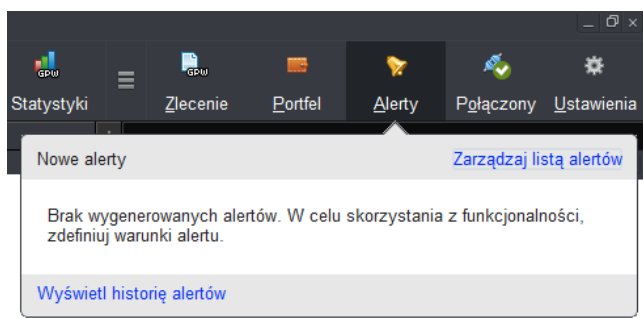 GPW GPW
Statystyki Zlecenie Portfel Alerty Połączony Ustawienia
Nowe alerty Zarządzaj listą alertów
Brak wygenerowanych alertów. W celu skorzystania z funkcjonalności,
zdefiniuj warunki alertu.
Wyświetl historię alertów